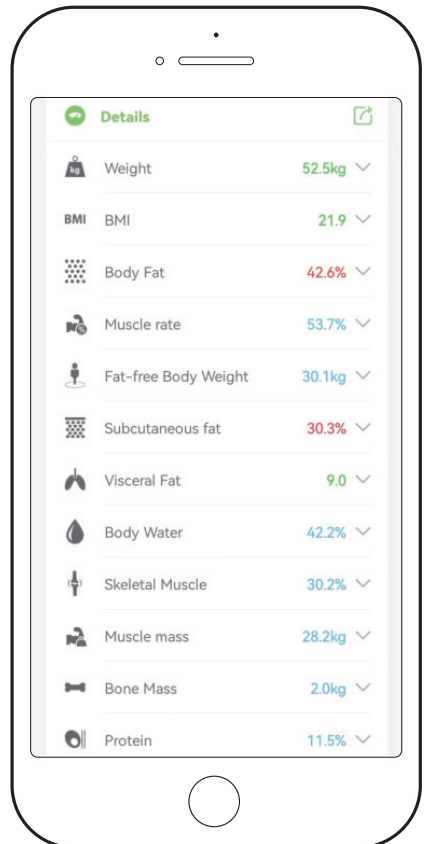 Details
kg Weight 52.5kg
BMI BMI 21.9
Body Fat 42.6%
% Muscle rate 53.7%
Fat-free Body Weight 30.1kg
Subcutaneous fat 30.3%
Visceral Fat 9.0
Body Water 42.2%
Skeletal Muscle 30.2%
Muscle mass 28.2kg
Bone Mass 2.0kg
Protein 11.5%